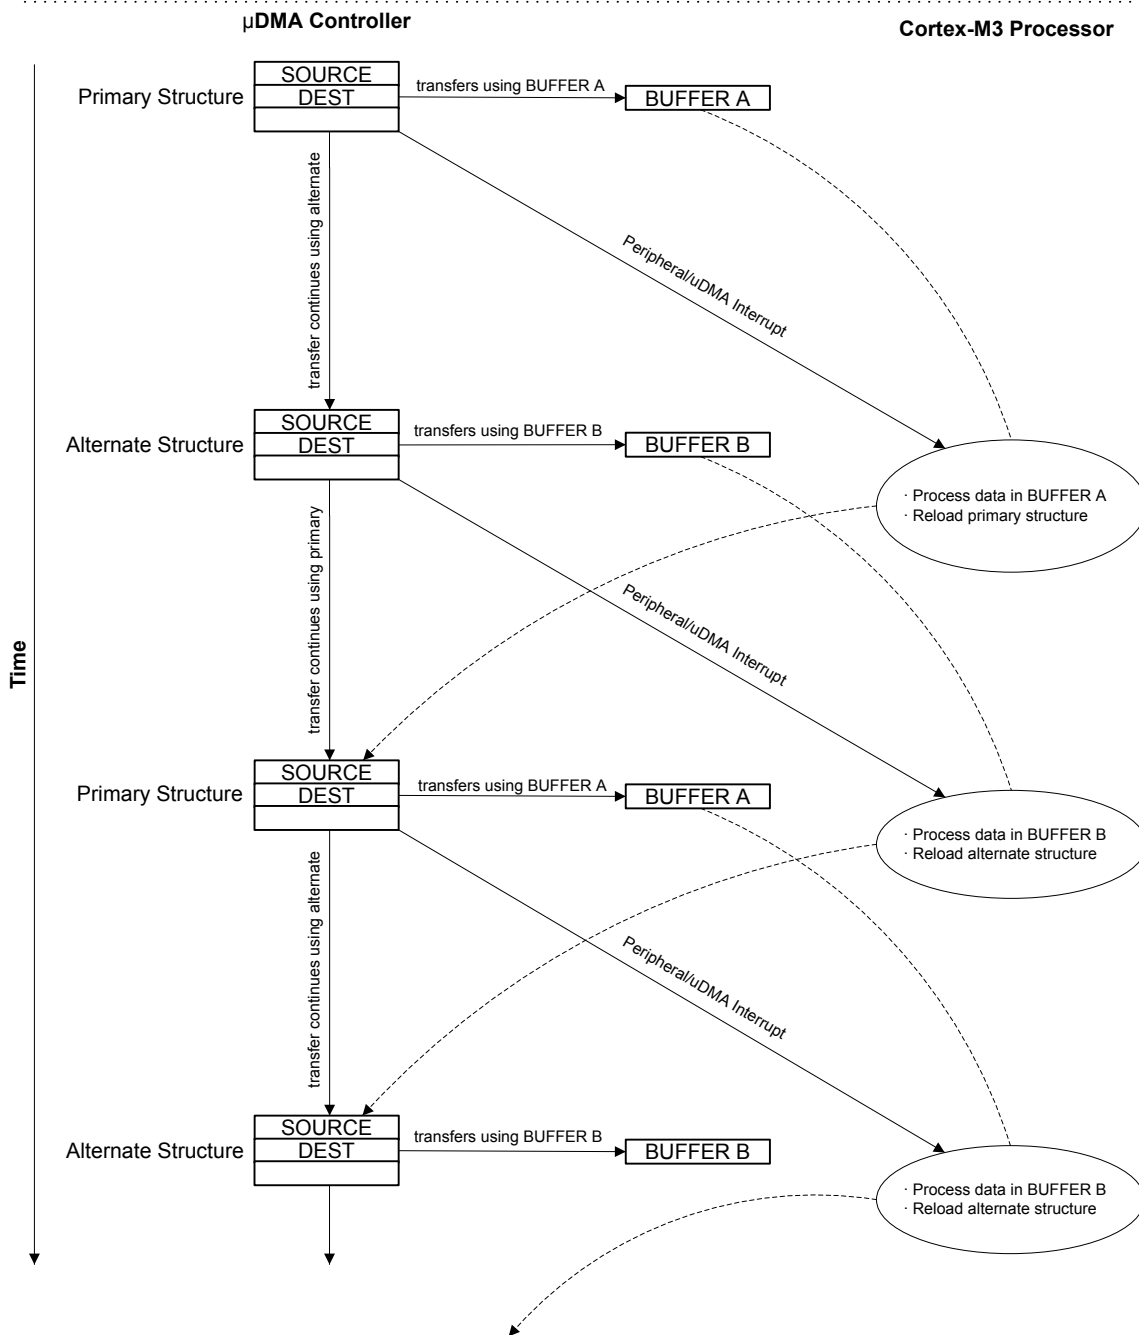 µDMA Controller
Cortex-M3 Processor
SOURCE
Primary Structure
DEST
transfers using BUFFER A
BUFFER A
transfer continues using alternate
Peripheral/uDMA Interrupt
SOURCE
Alternate Structure
DEST
transfers using BUFFER B
BUFFER B
· Process data in BUFFER A
· Reload primary structure
transfer continues using primary
Peripheral/uDMA Interrupt
Time
SOURCE
Primary Structure
DEST
transfers using BUFFER A
BUFFER A
· Process data in BUFFER B
· Reload alternate structure
transfer continues using alternate
Peripheral/uDMA Interrupt
SOURCE
Alternate Structure
DEST
transfers using BUFFER B
BUFFER B
· Process data in BUFFER B
· Reload alternate structure